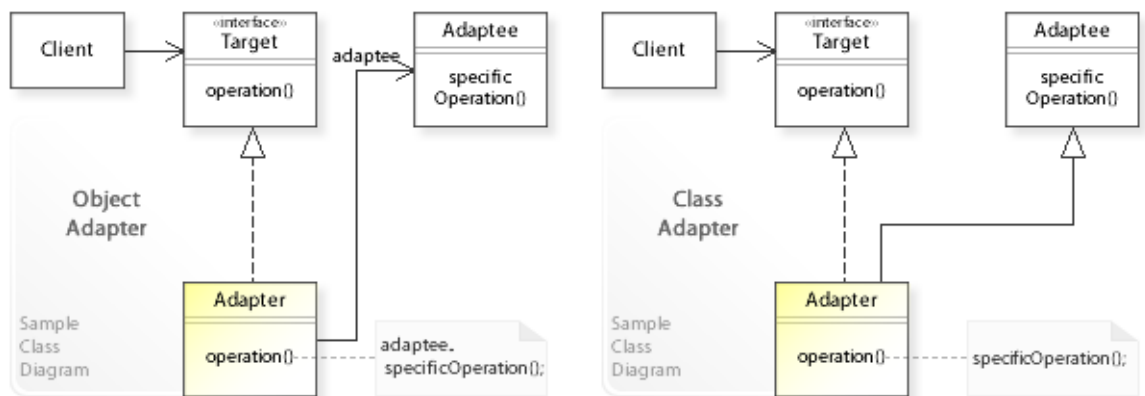 Client
«interface»
Target
operation()
adaptee
Adaptee
specific
Operation()
Object
Adapter
Adapter
operation()
adaptee.
specificOperation();
Sample
Class
Diagram
Client
«interface»
Target
operation()
Adaptee
specific
Operation()
Class
Adapter
Adapter
operation()
specificOperation();
Sample
Class
Diagram